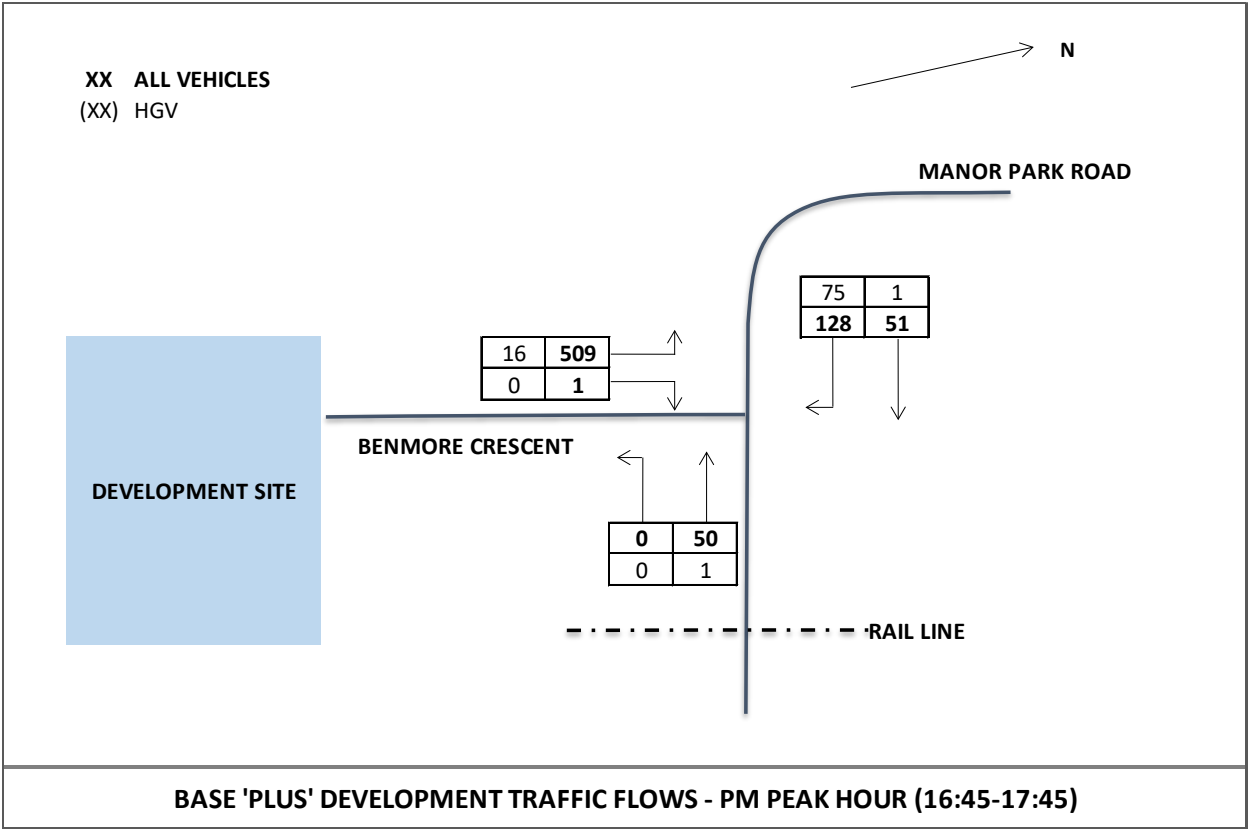 N
XX ALL VEHICLES
(XX) HGV
MANOR PARK ROAD
75 1
128 51
16 509
0 1
BENMORE CRESCENT
DEVELOPMENT SITE
0 50
0 1
RAIL LINE
BASE 'PLUS' DEVELOPMENT TRAFFIC FLOWS - PM PEAK HOUR (16:45-17:45)